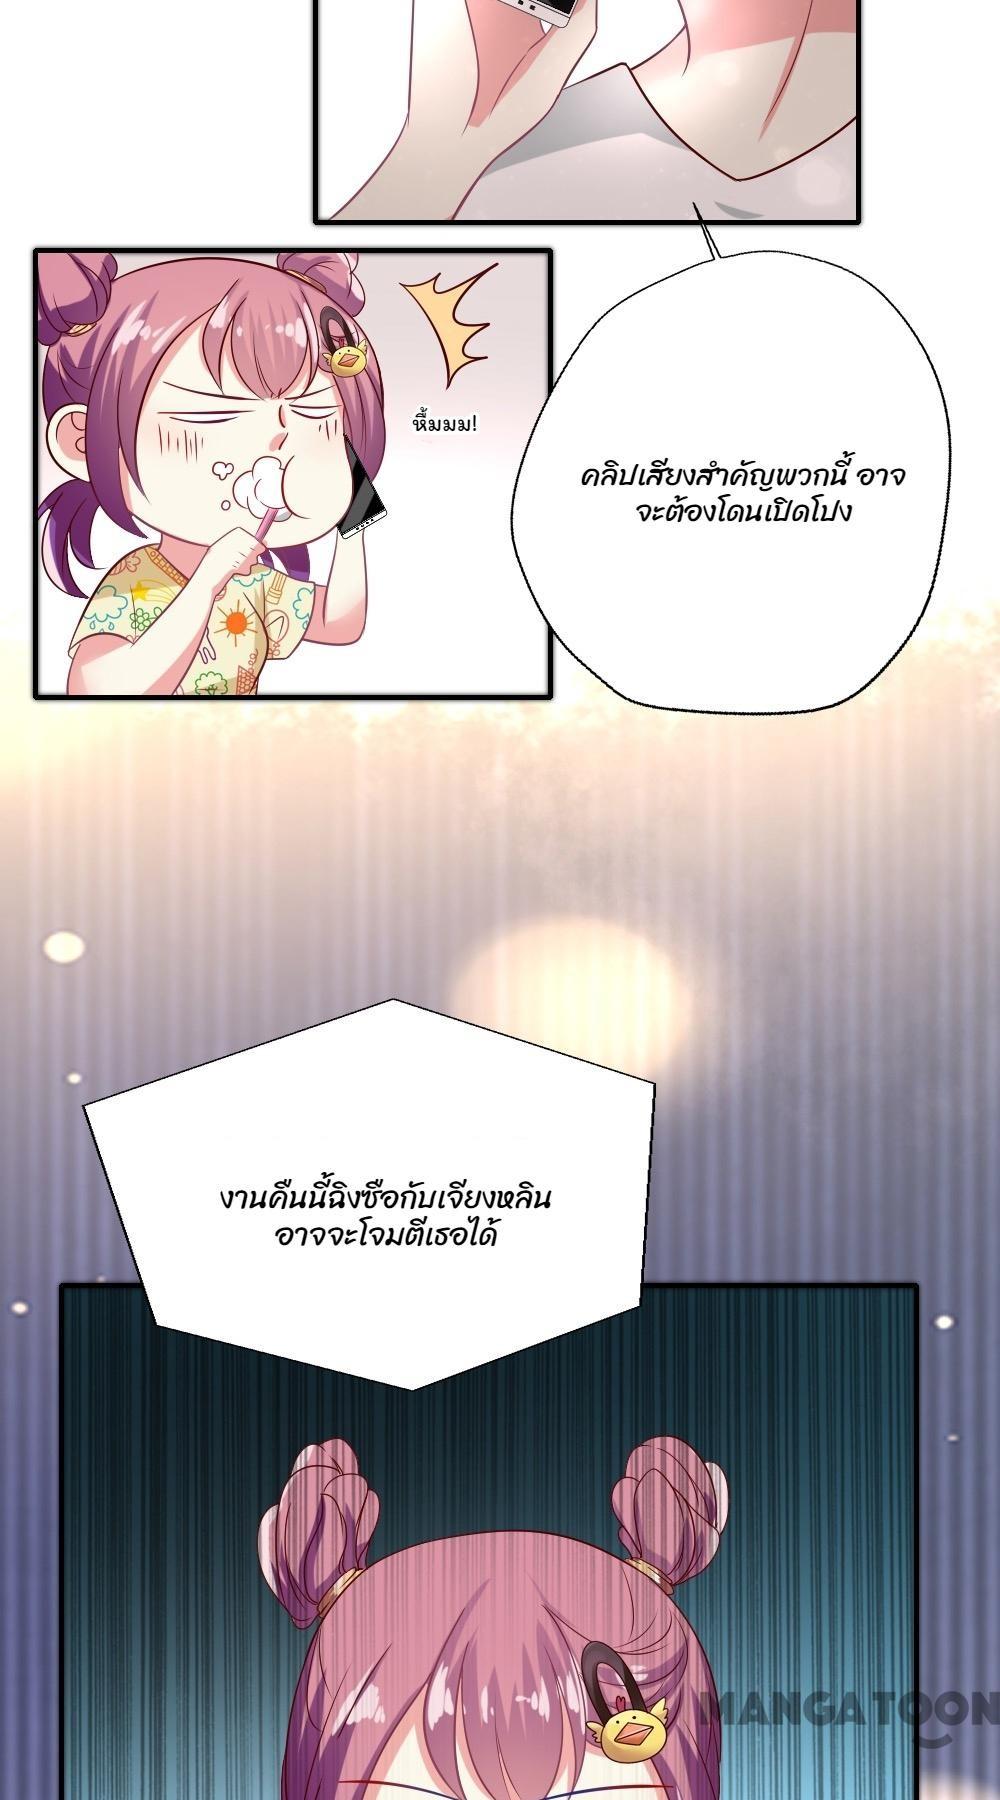 หื้มมม!
คลิปเสียงสำคัญพวกนี้ อาจ
จะต้องโดนเปิดโปง
งานคืนนี้ฉิงซือกับเจียงหลิน
อาจจะโจมตีเธอได้
MANGATOON